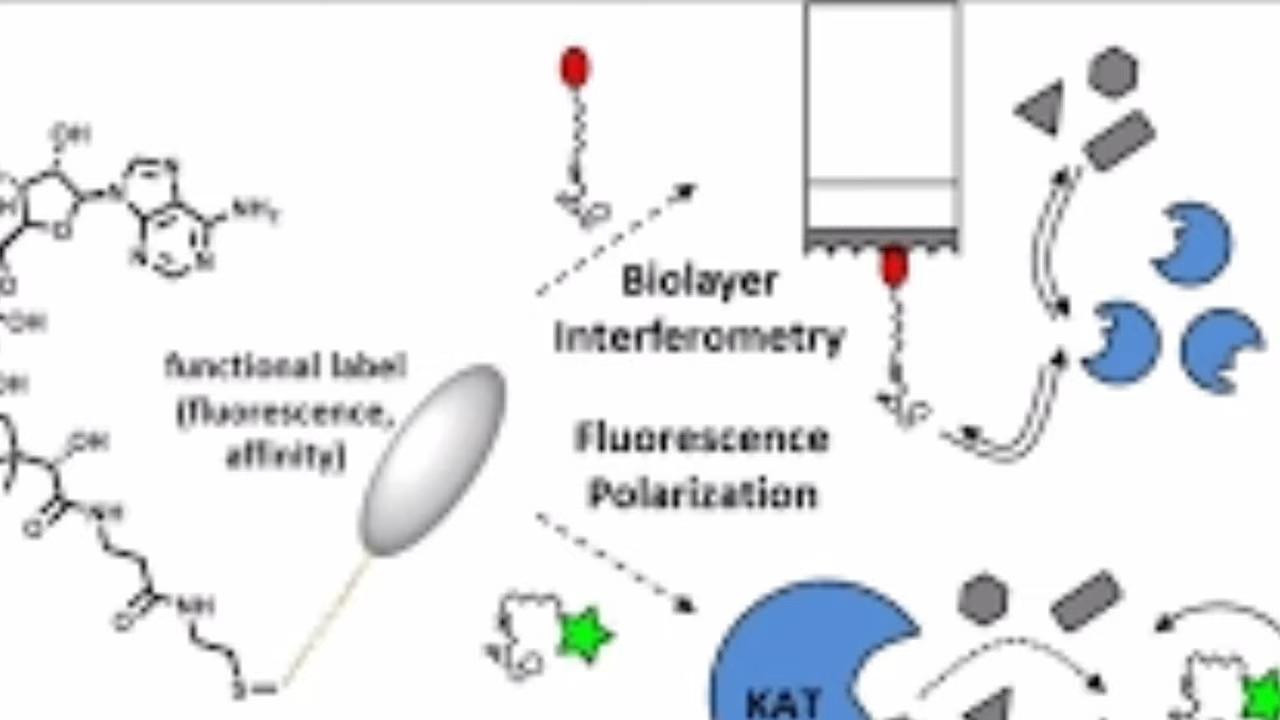 OH
N
N
NH₂
O
N
N
H
O
OH
OH
functional label
(fluorescence,
affinity)
Biolayer
Interferometry
Fluorescence
Polarization
OH
O
NH
O
NH
S
KAT